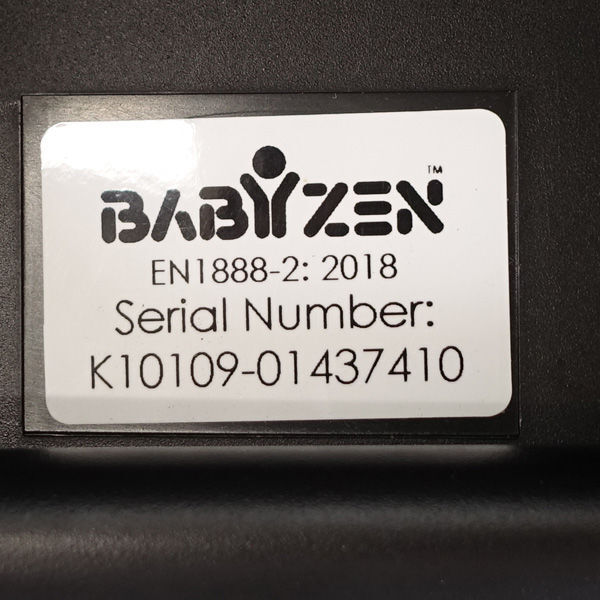 BABYZEN™
EN1888-2: 2018
Serial Number:
K10109-01437410